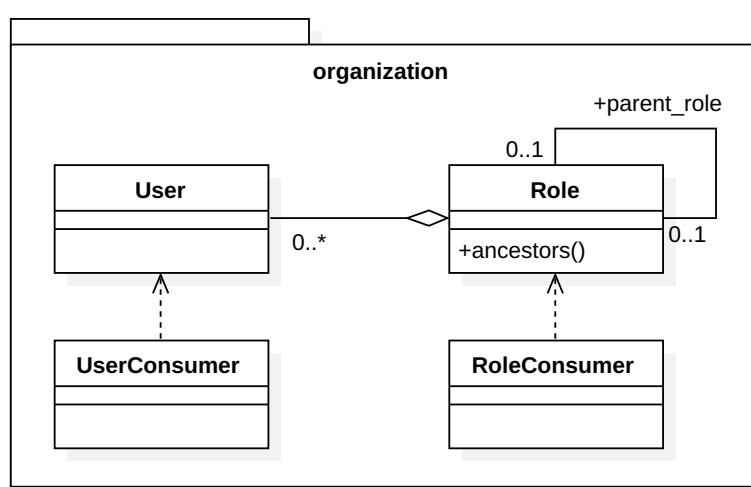 organization
+parent_role
0..1
User
Role
0..*
0..1
+ancestors()
UserConsumer
RoleConsumer